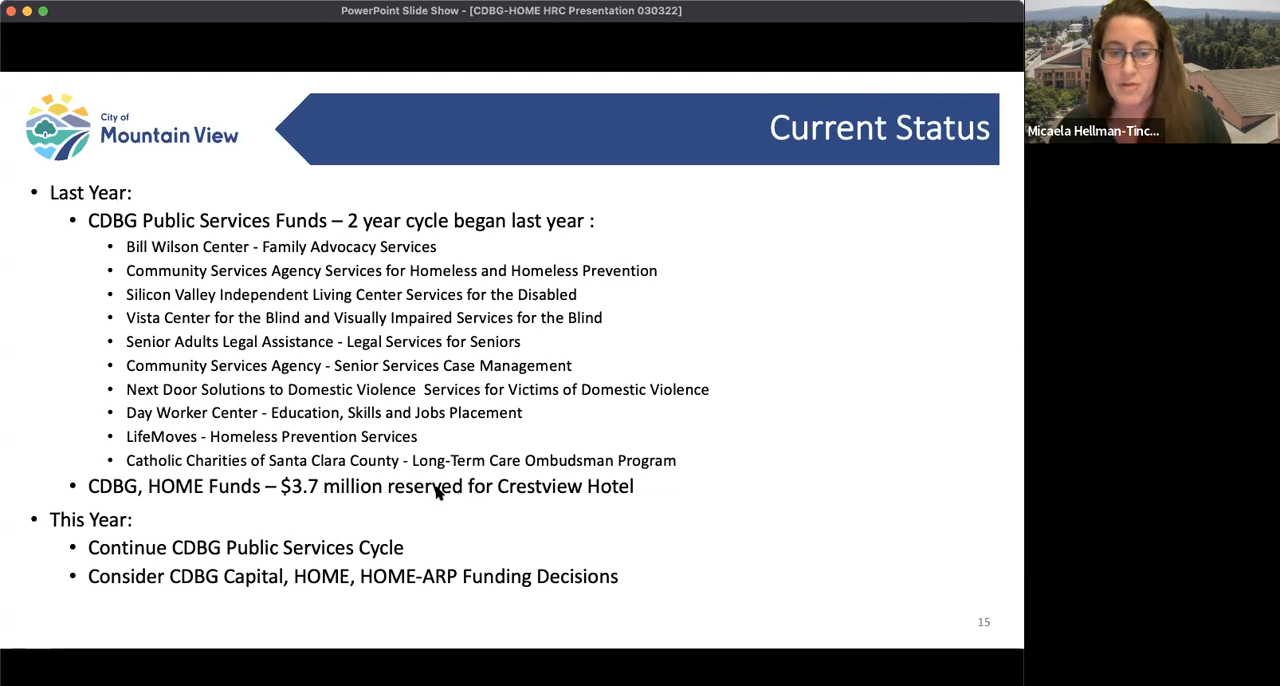 PowerPoint Slide Show - [CDBG-HOME HRC Presentation 030322]
City of
Mountain View
Current Status
• Last Year:
• CDBG Public Services Funds – 2 year cycle began last year :
• Bill Wilson Center - Family Advocacy Services
• Community Services Agency Services for Homeless and Homeless Prevention
• Silicon Valley Independent Living Center Services for the Disabled
• Vista Center for the Blind and Visually Impaired Services for the Blind
• Senior Adults Legal Assistance - Legal Services for Seniors
• Community Services Agency - Senior Services Case Management
• Next Door Solutions to Domestic Violence  Services for Victims of Domestic Violence
• Day Worker Center - Education, Skills and Jobs Placement
• LifeMoves - Homeless Prevention Services
• Catholic Charities of Santa Clara County - Long-Term Care Ombudsman Program
• CDBG, HOME Funds – $3.7 million reserved for Crestview Hotel
• This Year:
• Continue CDBG Public Services Cycle
• Consider CDBG Capital, HOME, HOME-ARP Funding Decisions
15
Micaela Hellman-Tinc...